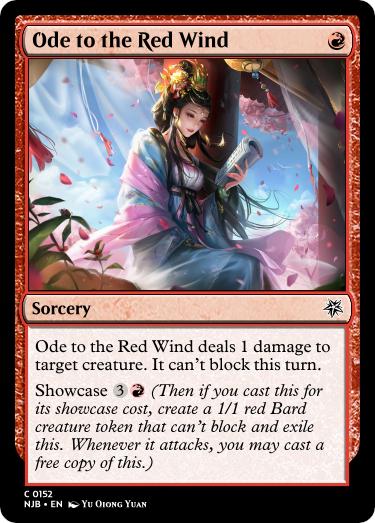 Ode to the Red Wind
Sorcery
Ode to the Red Wind deals 1 damage to
target creature. It can't block this turn.
Showcase 3 (Then if you cast this for
its showcase cost, create a 1/1 red Bard
creature token that can't block and exile
this. Whenever it attacks, you may cast a
free copy of this.)
C 0152
NJB • EN Yu Qiong Yuan